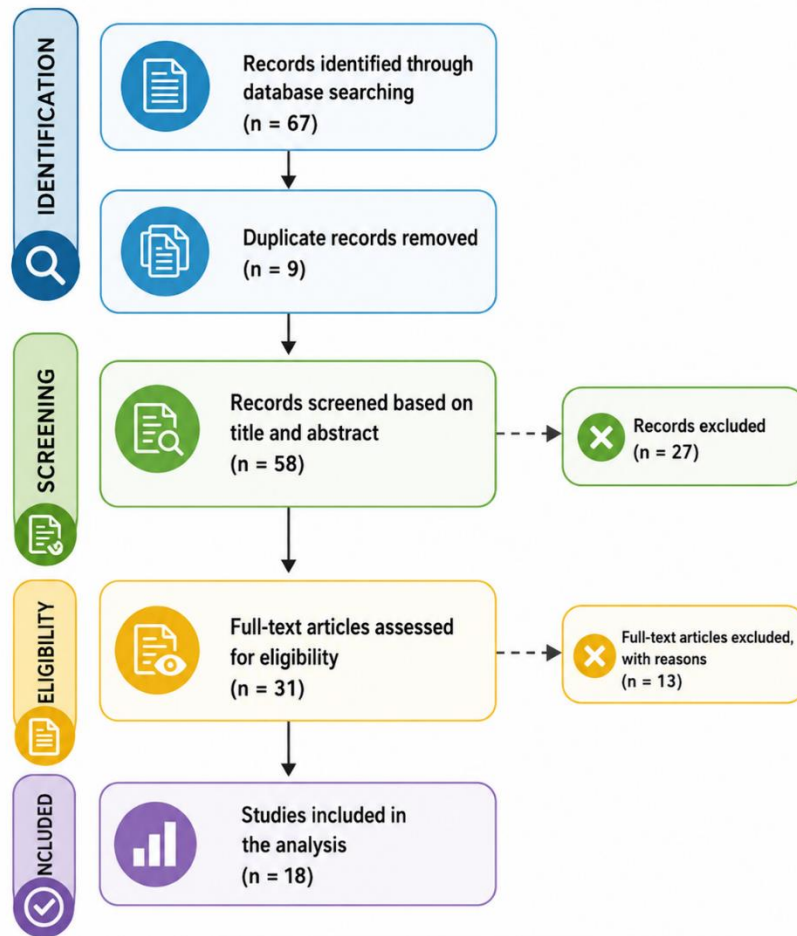 IDENTIFICATION
Records identified through
database searching
(n = 67)
Duplicate records removed
(n = 9)
SCREENING
Records screened based on
title and abstract
(n = 58)
Records excluded
(n = 27)
ELIGIBILITY
Full-text articles assessed
for eligibility
(n = 31)
Full-text articles excluded,
with reasons
(n = 13)
NCLUDED
Studies included in
the analysis
(n = 18)